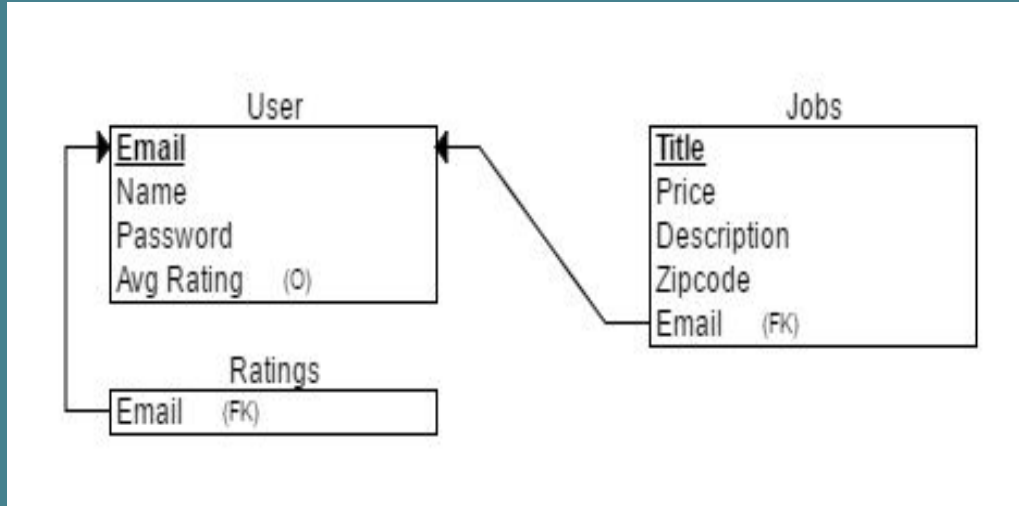 User
Email
Name
Password
Avg Rating (O)
Ratings
Email (FK)
Jobs
Title
Price
Description
Zipcode
Email (FK)